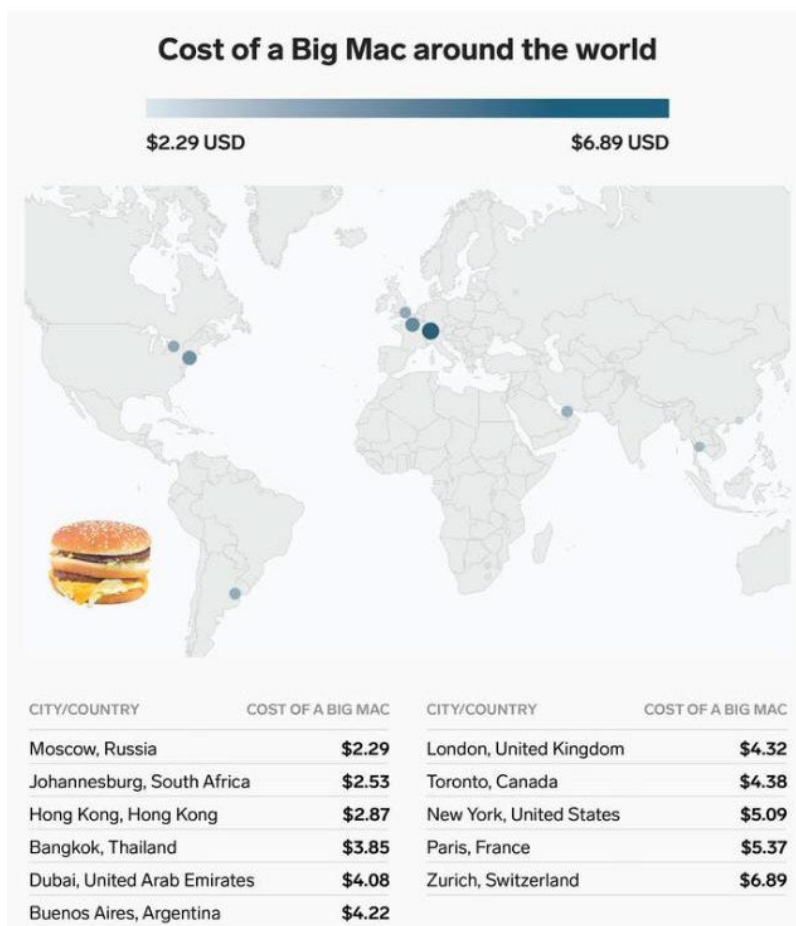 Cost of a Big Mac around the world
$2.29 USD $6.89 USD
CITY/COUNTRY COST OF A BIG MAC
Moscow, Russia $2.29
Johannesburg, South Africa $2.53
Hong Kong, Hong Kong $2.87
Bangkok, Thailand $3.85
Dubai, United Arab Emirates $4.08
Buenos Aires, Argentina $4.22
CITY/COUNTRY COST OF A BIG MAC
London, United Kingdom $4.32
Toronto, Canada $4.38
New York, United States $5.09
Paris, France $5.37
Zurich, Switzerland $6.89